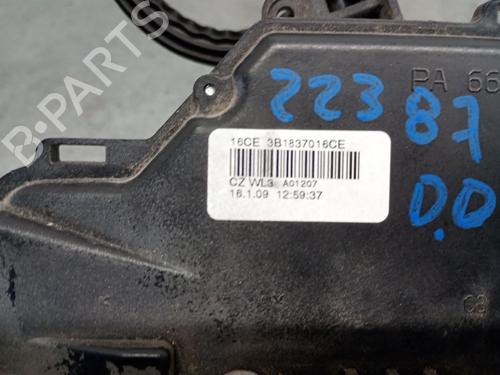 B-PARTS
PA 66
223 87
D.D
16CE 3B1837016CE
CZ WL3 A01207
16.1.09 12:59:37